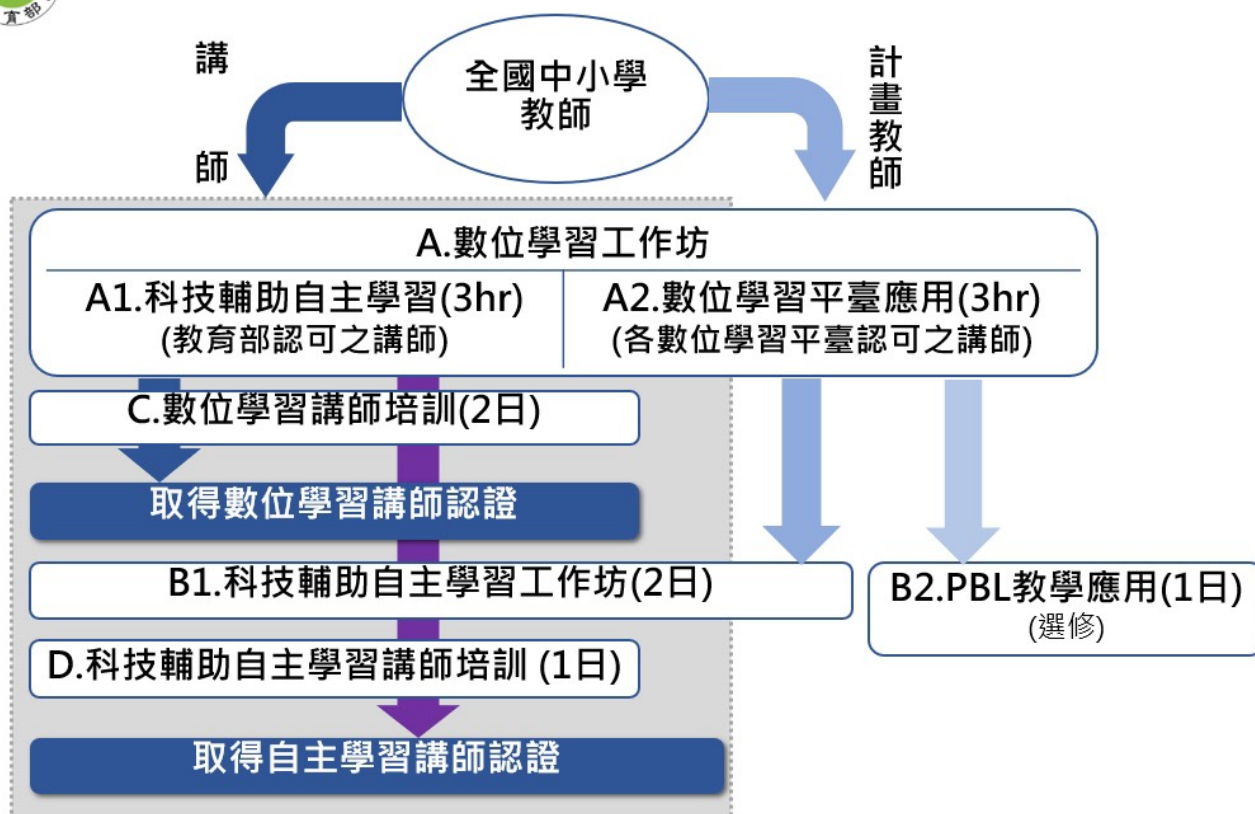 育部
講師
全國中小學
教師
計畫教師
A.數位學習工作坊
A1.科技輔助自主學習(3hr)
(教育部認可之講師)
A2.數位學習平臺應用(3hr)
(各數位學習平臺認可之講師)
C.數位學習講師培訓(2日)
取得數位學習講師認證
B1.科技輔助自主學習工作坊(2日)
B2.PBL教學應用(1日)
(選修)
D.科技輔助自主學習講師培訓 (1日)
取得自主學習講師認證